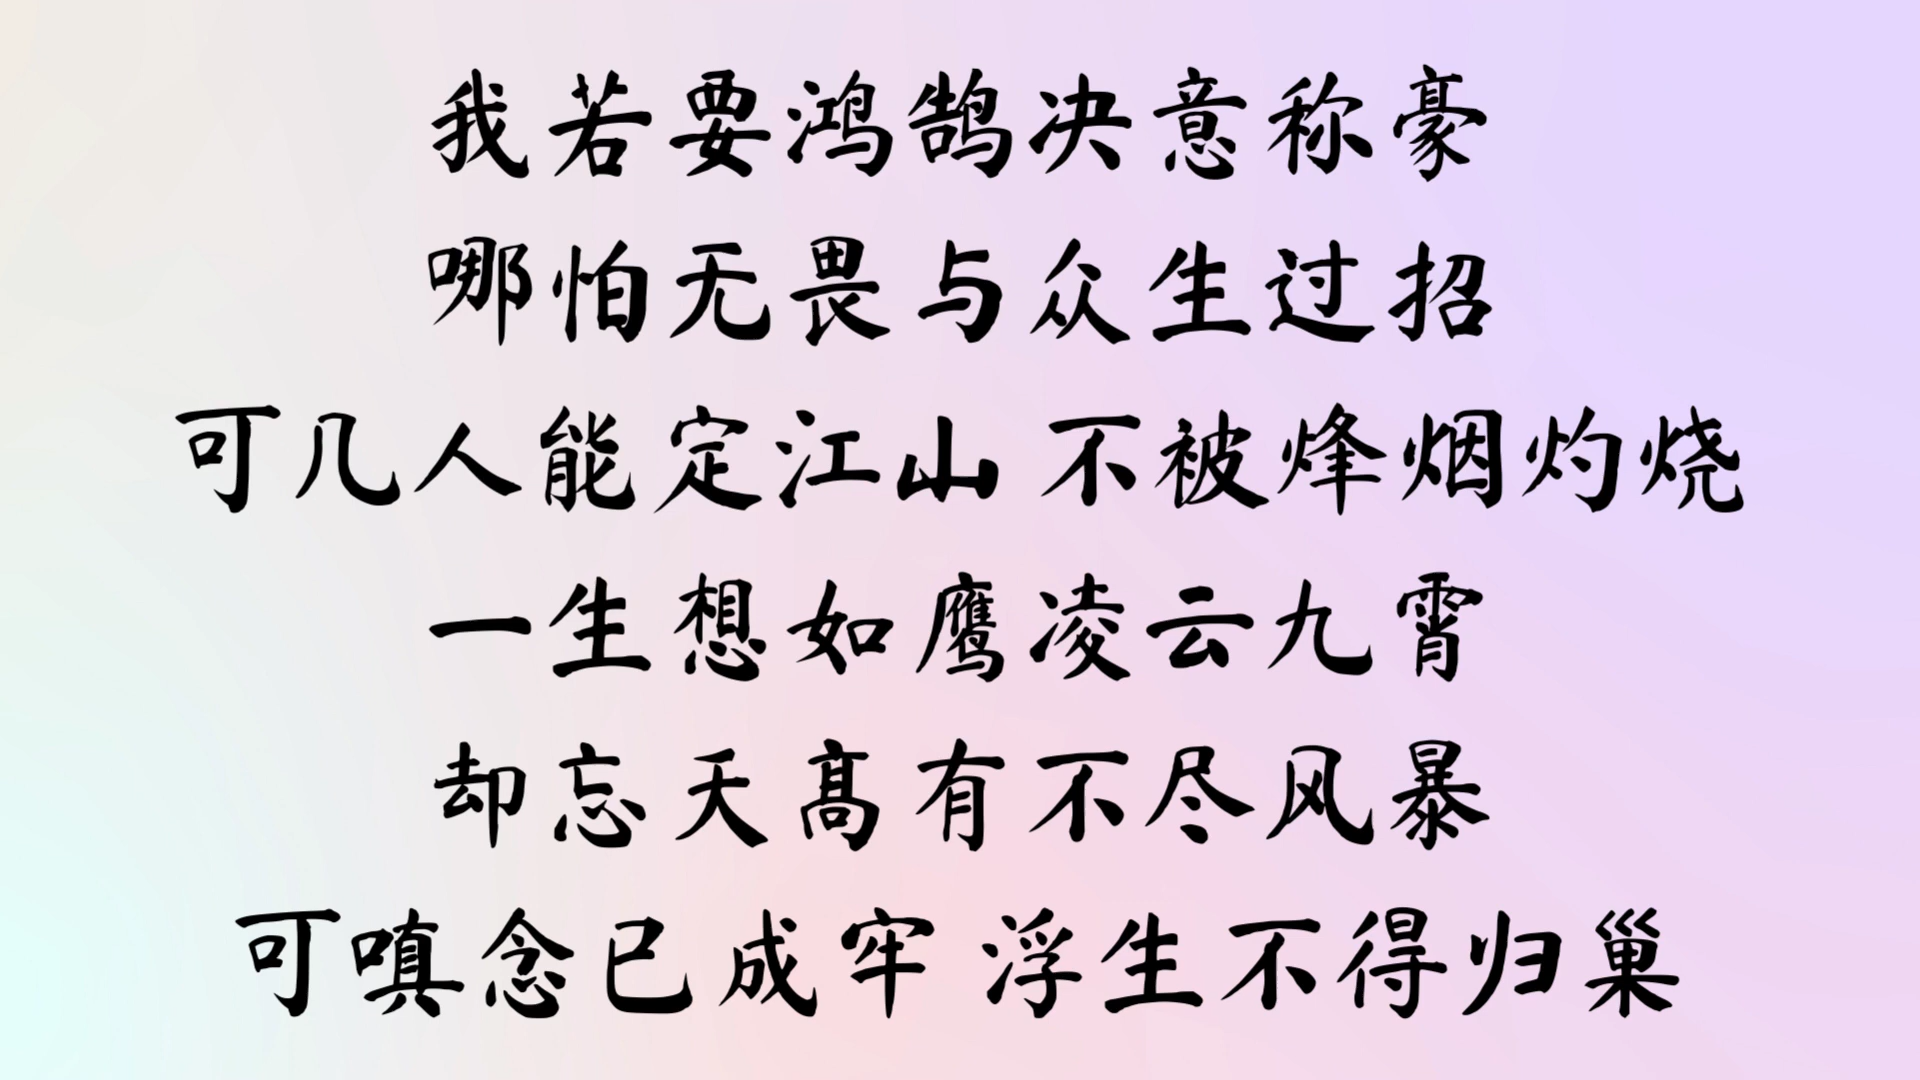 我若要鸿鹄决意称豪
哪怕无畏与众生过招
可几人能定江山 不被烽烟灼烧
一生想如鹰凌云九霄
却忘天高有不尽风暴
可嗔念已成牢 浮生不得归巢